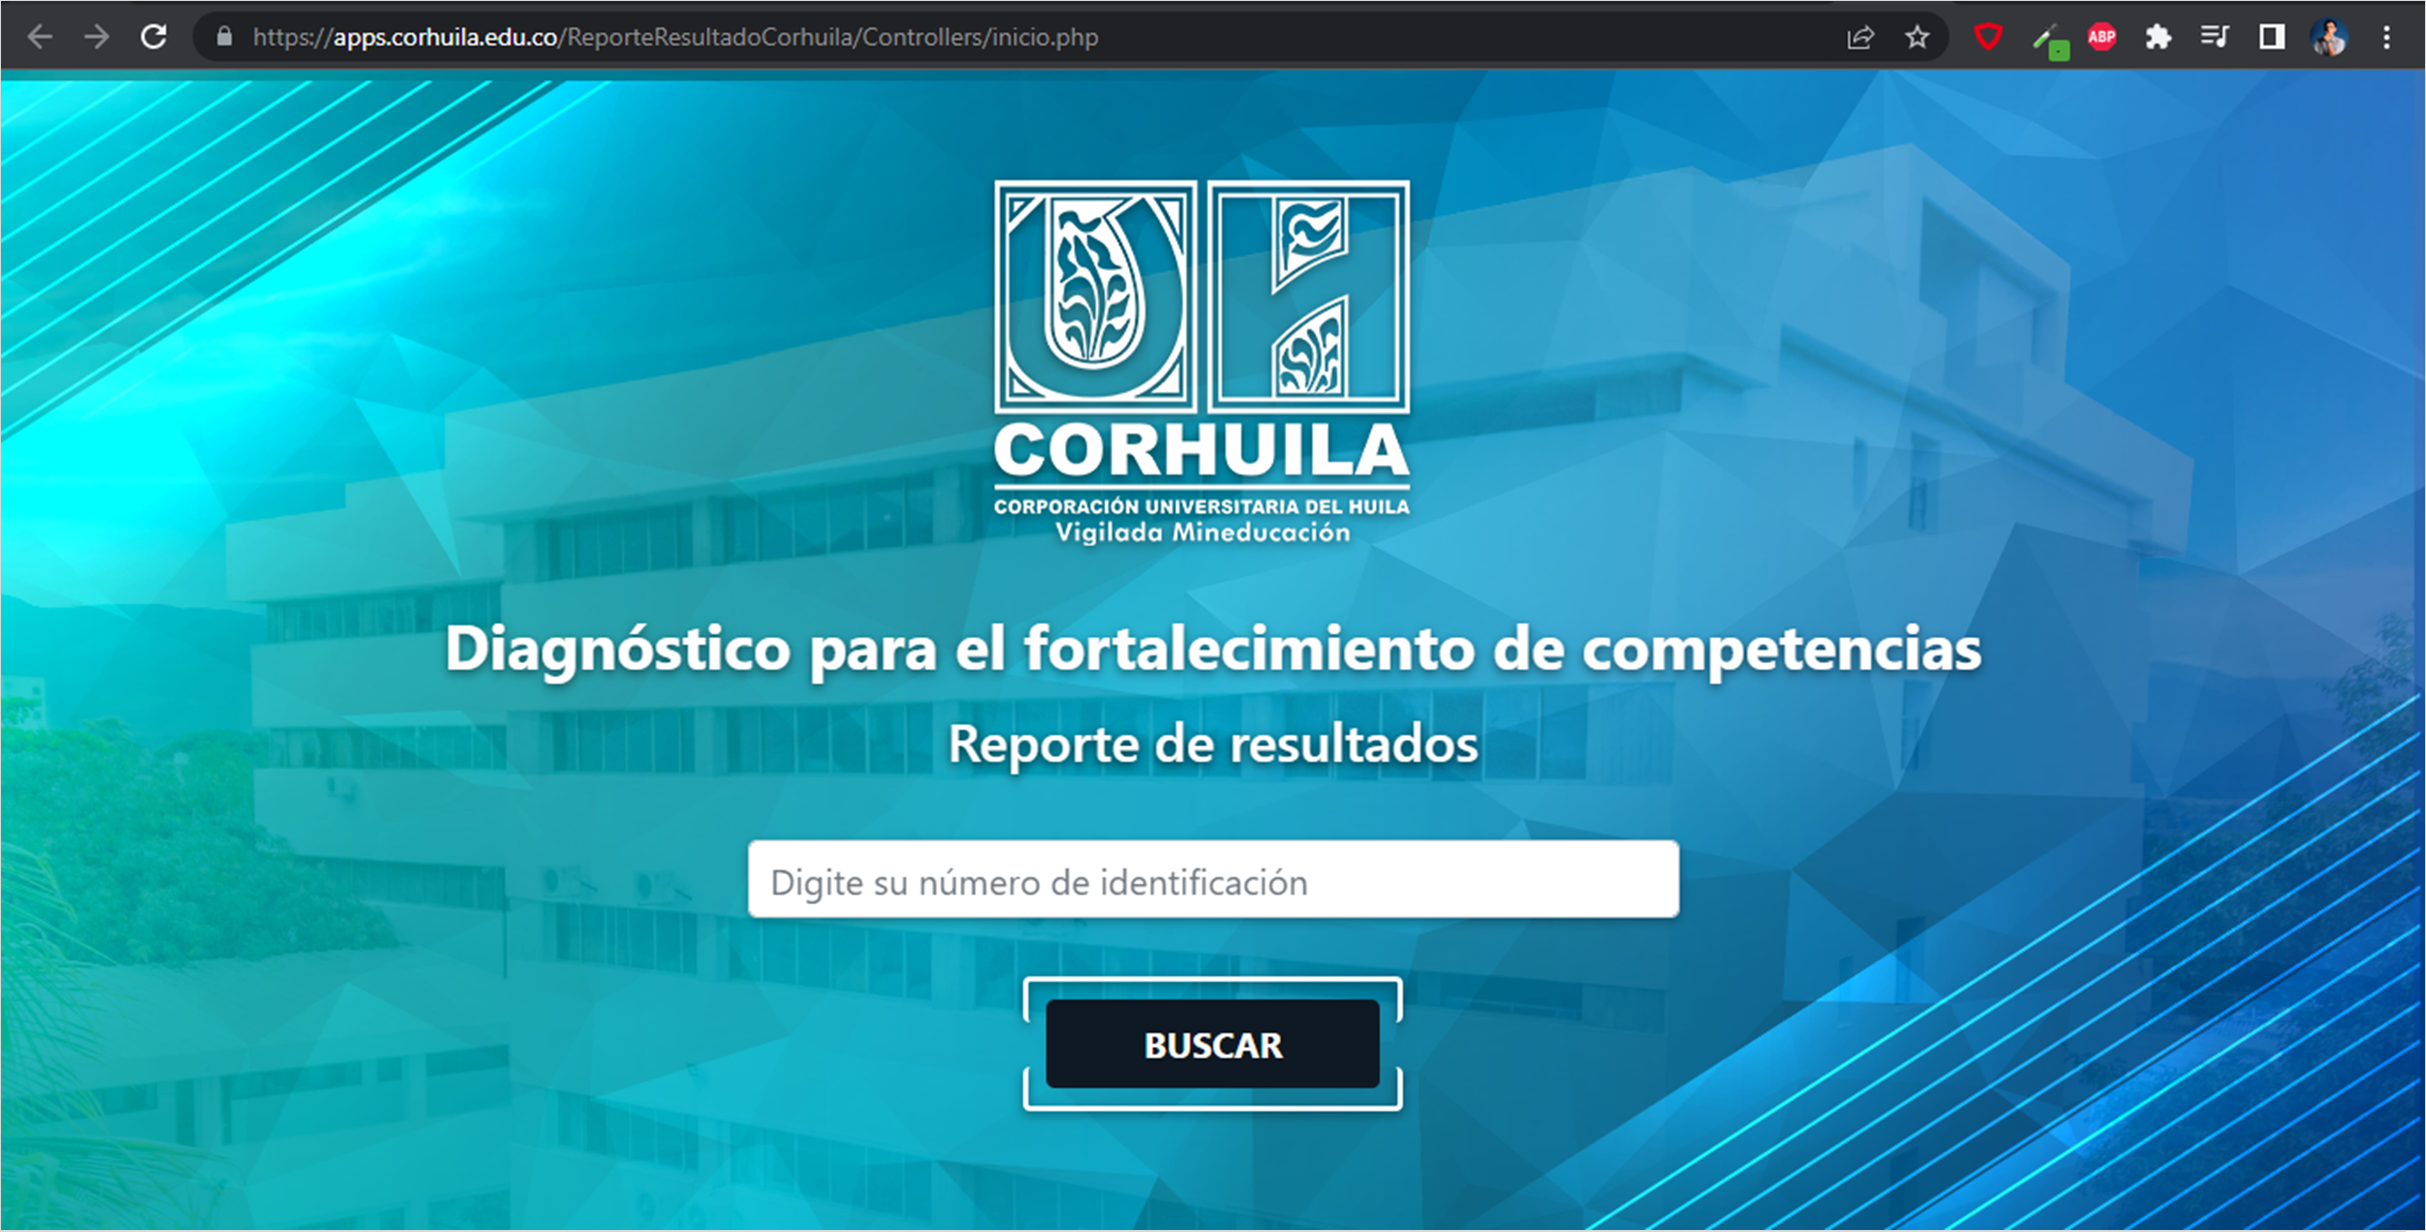 https://apps.corhuila.edu.co/ReporteResultadoCorhuila/Controllers/inicio.php
ABP
UH
CORHUILA
CORPORACIÓN UNIVERSITARIA DEL HUILA
Vigilada Mineducación
Diagnóstico para el fortalecimiento de competencias
Reporte de resultados
Digite su número de identificación
BUSCAR